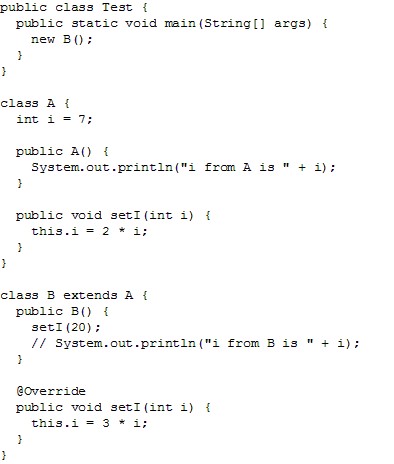 public class Test {
  public static void main(String[] args) {
    new B();
  }
}

class A {
  int i = 7;

  public A() {
    System.out.println("i from A is " + i);
  }

  public void setI(int i) {
    this.i = 2 * i;
  }
}

class B extends A {
  public B() {
    setI(20);
    // System.out.println("i from B is " + i);
  }

  @Override
  public void setI(int i) {
    this.i = 3 * i;
  }
}